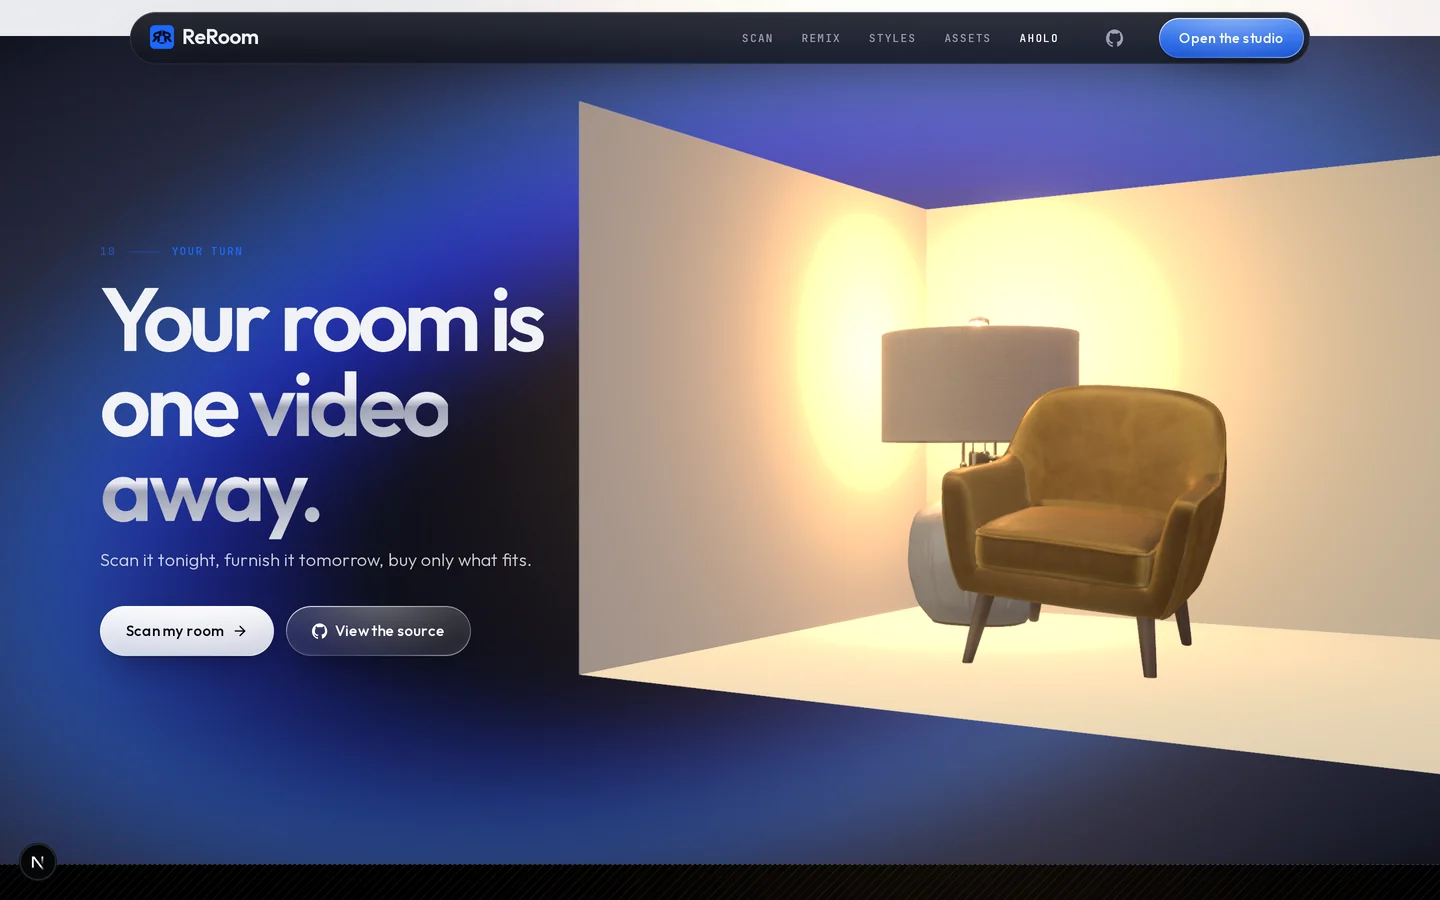 ReRoom
SCAN REMIX STYLES ASSETS AHOLO
Open the studio
10 YOUR TURN
Your room is
one video
away.
Scan it tonight, furnish it tomorrow, buy only what fits.
Scan my room
View the source
N